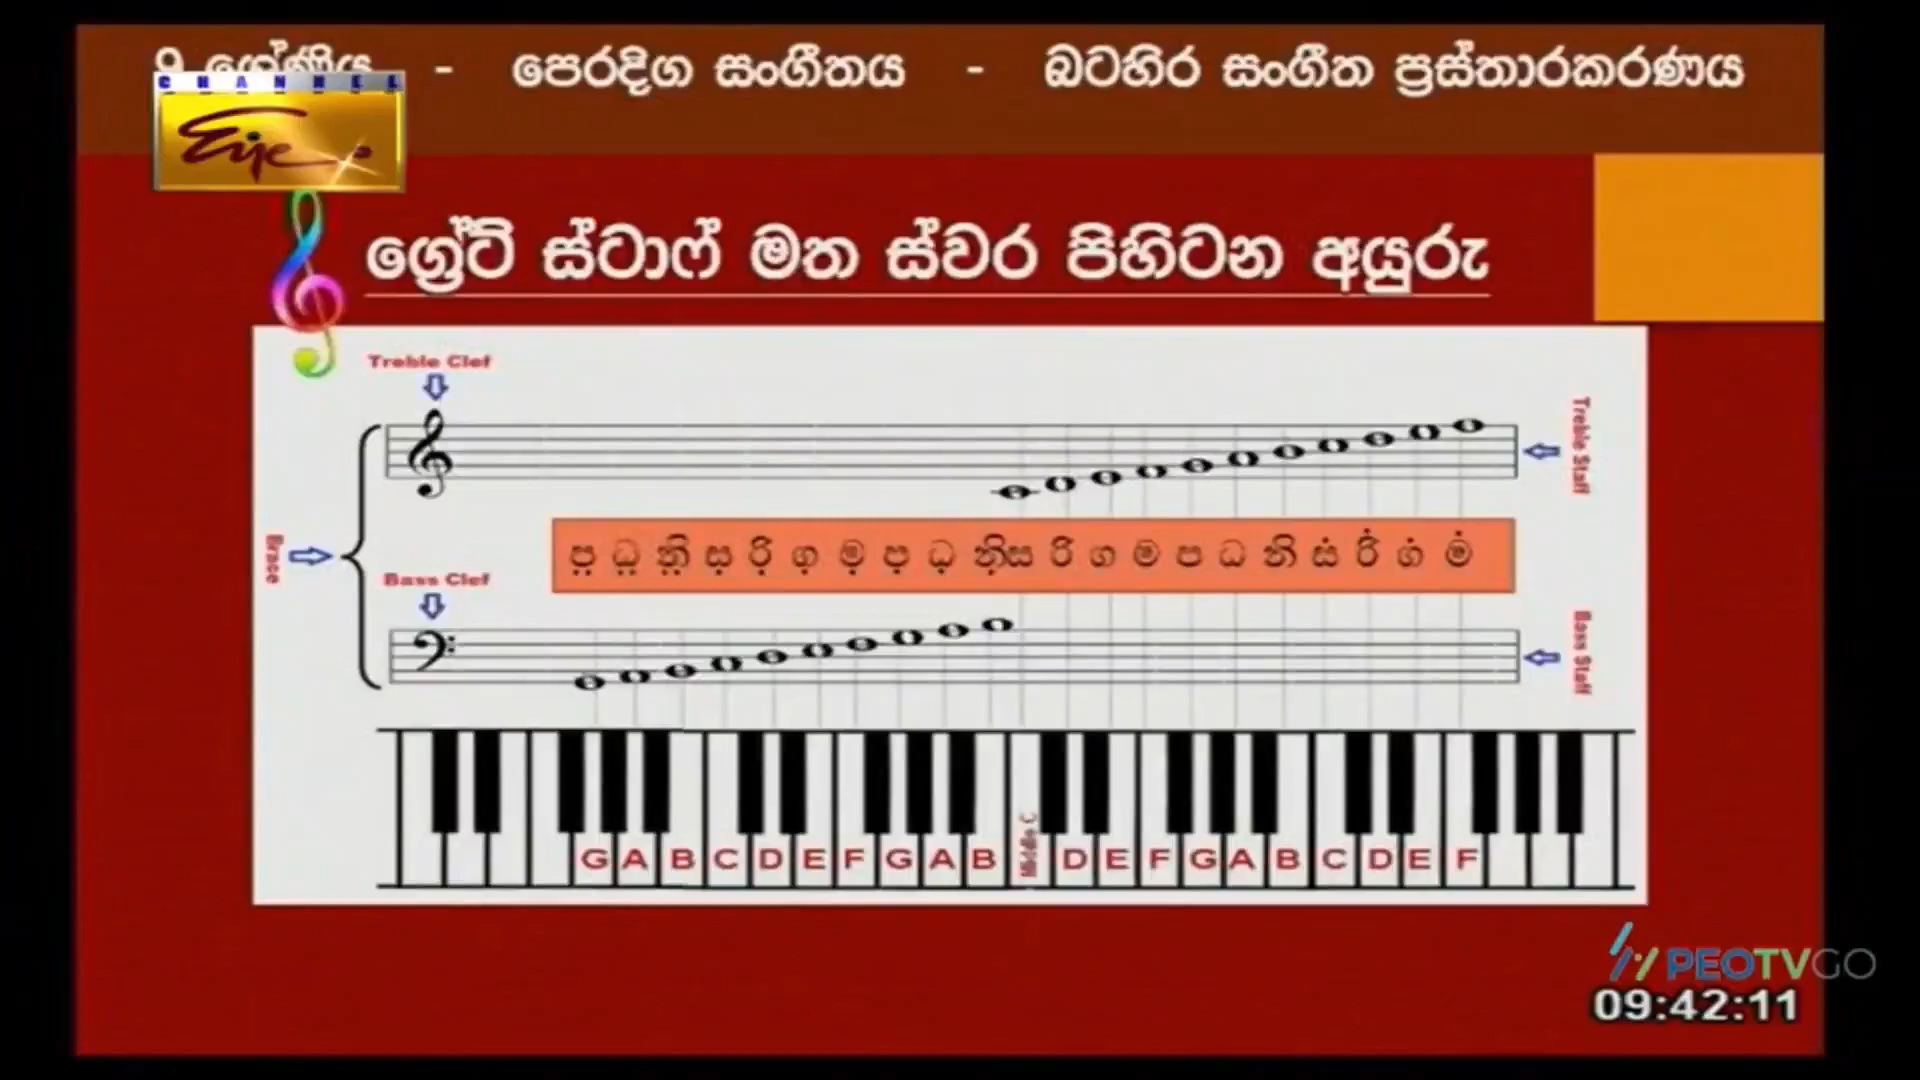 9 ශ්‍රේණිය - පෙරදිග සංගීතය - බටහිර සංගීත ප්‍රස්තාරකරණය
CHANNEL
Eye
ග්‍රේට් ස්ටාෆ් මත ස්වර පිහිටන අයුරු
Treble Clef
Treble Staff
Brace
ප̤ ධ̤ නි̤ ස̣ රි̣ ග̣ ම̣ ප̣ ධ̣ නි̣ ස රි ග ම ප ධ නි ස̇ රි̇ ග̇ ම̇
Bass Clef
Bass Staff
G A B C D E F G A B Middle C D E F G A B C D E F
PEOTVGO
09:42:11